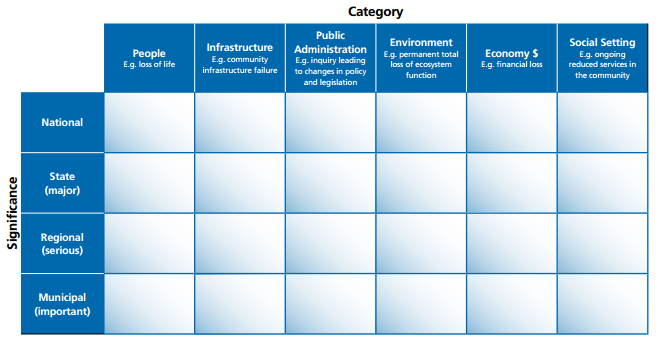 Category
People
E.g. loss of life
Infrastructure
E.g. community
infrastructure failure
Public
Administration
E.g. inquiry leading
to changes in policy
and legislation
Environment
E.g. permanent total
loss of ecosystem
function
Economy $
E.g. financial loss
Social Setting
E.g. ongoing
reduced services in
the community
Significance
National
State
(major)
Regional
(serious)
Municipal
(important)